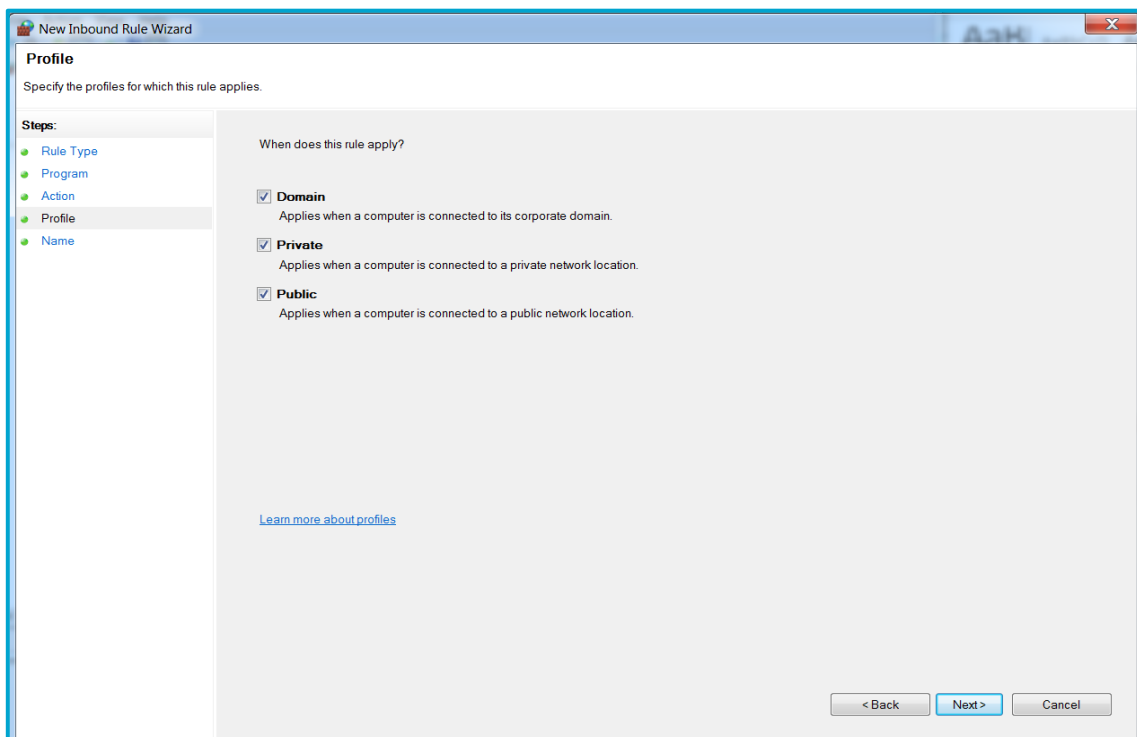 New Inbound Rule Wizard
Profile
Specify the profiles for which this rule applies.
Steps:
Rule Type
Program
Action
Profile
Name
When does this rule apply?
Domain
Applies when a computer is connected to its corporate domain.
Private
Applies when a computer is connected to a private network location.
Public
Applies when a computer is connected to a public network location.
Learn more about profiles
< Back
Next >
Cancel